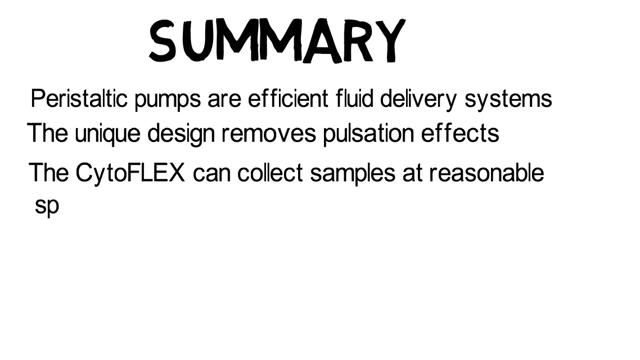 SUMMARY
Peristaltic pumps are efficient fluid delivery systems
The unique design removes pulsation effects
The CytoFLEX can collect samples at reasonable
sp